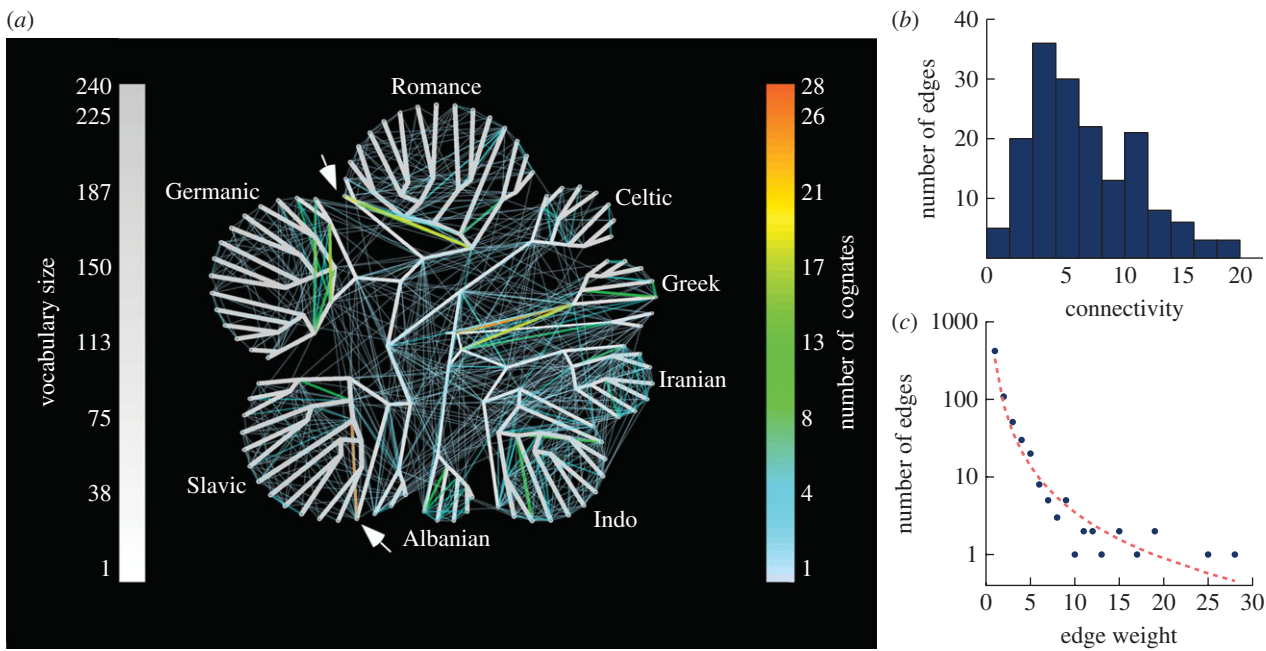 (a)
vocabulary size
240
225
187
150
113
75
38
1
Romance
Germanic
Celtic
Greek
Iranian
Slavic
Albanian
Indo
number of cognates
28
26
21
17
13
8
4
1
(b)
number of edges
40
30
20
10
0 5 10 15 20
connectivity
(c)
number of edges
1000
100
10
1
0 5 10 15 20 25 30
edge weight